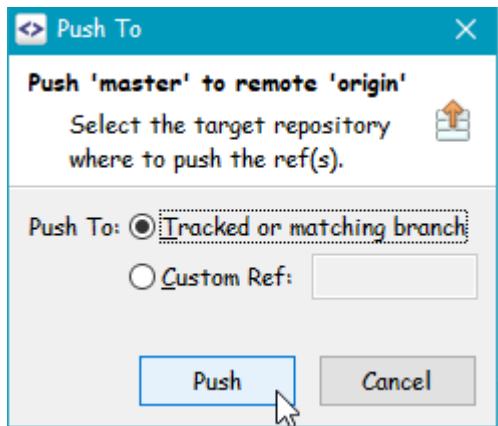 Push To
Push 'master' to remote 'origin'
Select the target repository
where to push the ref(s).
Push To: Tracked or matching branch
Custom Ref:
Push Cancel